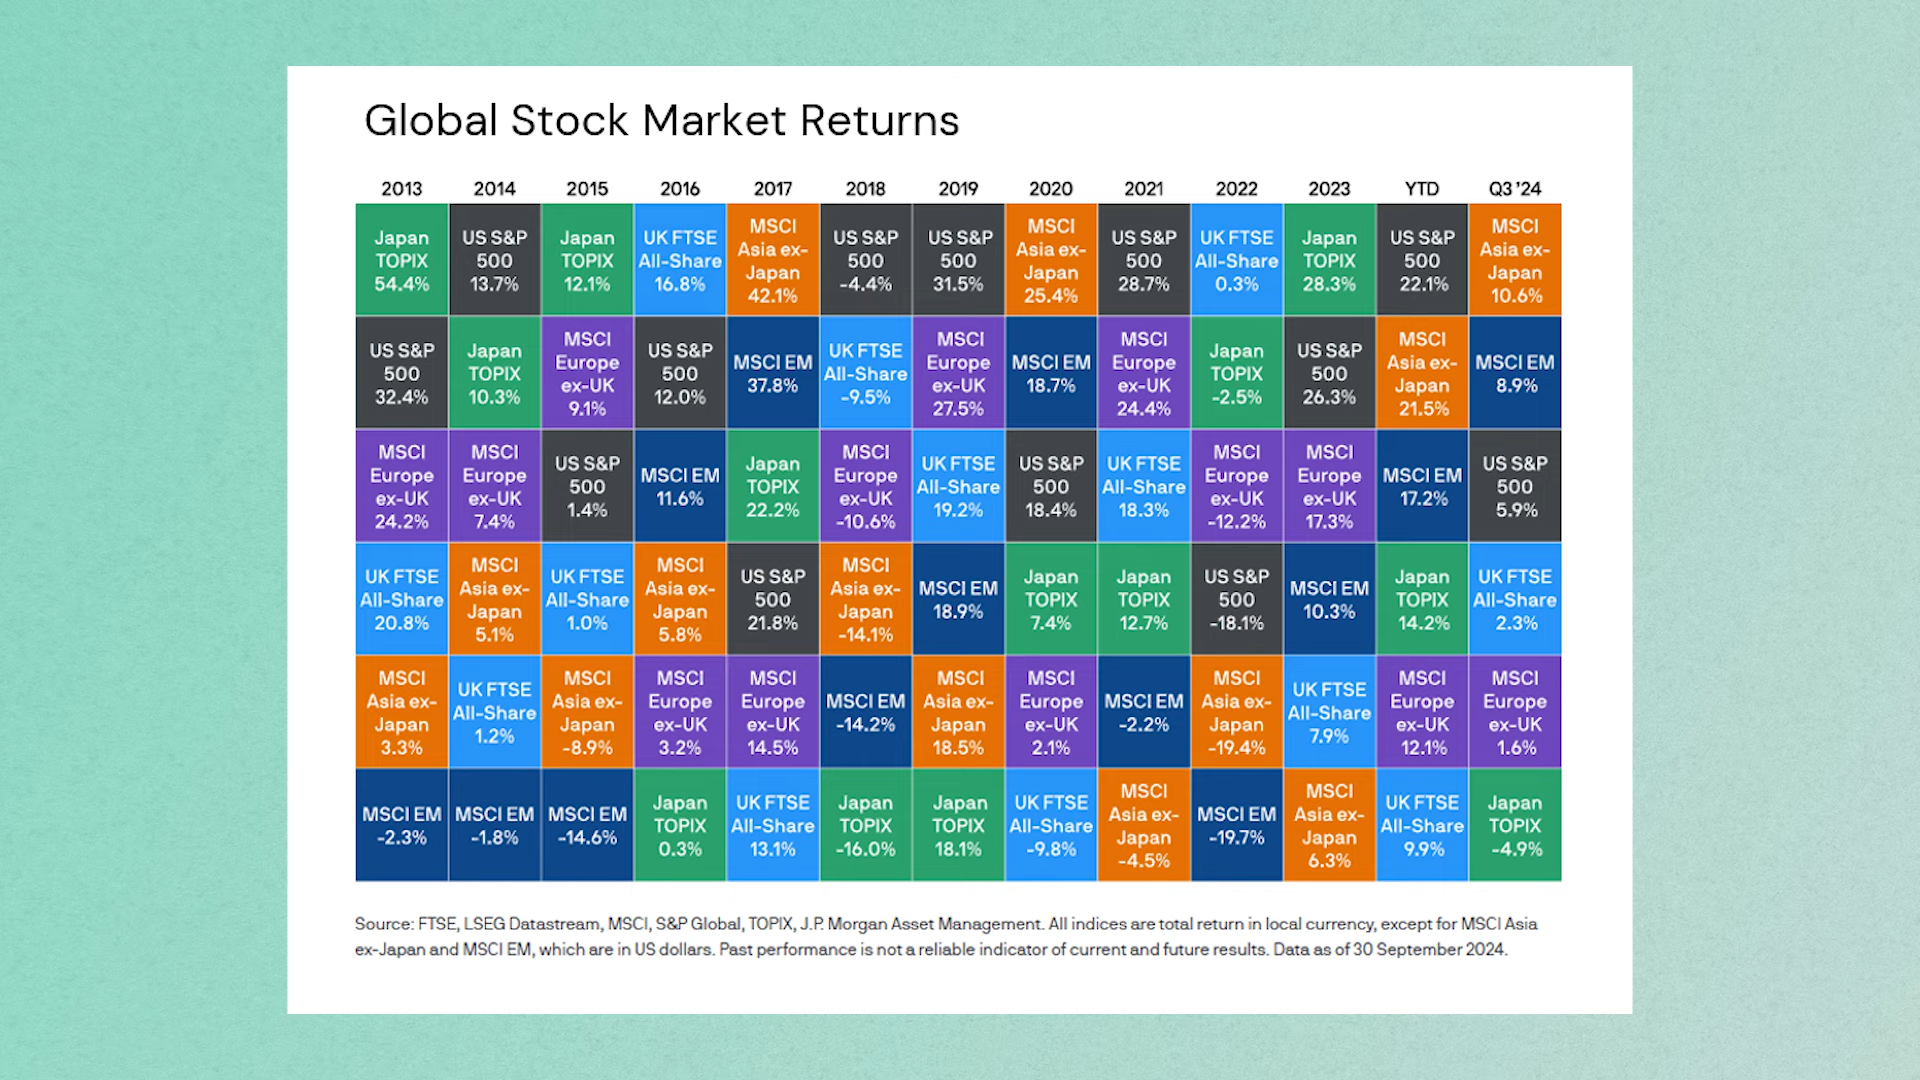 Global Stock Market Returns
2013 2014 2015 2016 2017 2018 2019 2020 2021 2022 2023 YTD Q3 '24
Japan
TOPIX
54.4%
US S&P
500
13.7%
Japan
TOPIX
12.1%
UK FTSE
All-Share
16.8%
MSCI
Asia ex-
Japan
42.1%
US S&P
500
-4.4%
US S&P
500
31.5%
MSCI
Asia ex-
Japan
25.4%
US S&P
500
28.7%
UK FTSE
All-Share
0.3%
Japan
TOPIX
28.3%
US S&P
500
22.1%
MSCI
Asia ex-
Japan
10.6%
US S&P
500
32.4%
Japan
TOPIX
10.3%
MSCI
Europe
ex-UK
9.1%
US S&P
500
12.0%
MSCI EM
37.8%
UK FTSE
All-Share
-9.5%
MSCI
Europe
ex-UK
27.5%
MSCI EM
18.7%
MSCI
Europe
ex-UK
24.4%
Japan
TOPIX
-2.5%
US S&P
500
26.3%
MSCI
Asia ex-
Japan
21.5%
MSCI EM
8.9%
MSCI
Europe
ex-UK
24.2%
MSCI
Europe
ex-UK
7.4%
US S&P
500
1.4%
MSCI EM
11.6%
Japan
TOPIX
22.2%
MSCI
Europe
ex-UK
-10.6%
UK FTSE
All-Share
19.2%
US S&P
500
18.4%
UK FTSE
All-Share
18.3%
MSCI
Europe
ex-UK
-12.2%
MSCI
Europe
ex-UK
17.3%
MSCI EM
17.2%
US S&P
500
5.9%
UK FTSE
All-Share
20.8%
MSCI
Asia ex-
Japan
5.1%
UK FTSE
All-Share
1.0%
MSCI
Asia ex-
Japan
5.8%
US S&P
500
21.8%
MSCI
Asia ex-
Japan
-14.1%
MSCI EM
18.9%
Japan
TOPIX
7.4%
Japan
TOPIX
12.7%
US S&P
500
-18.1%
MSCI EM
10.3%
Japan
TOPIX
14.2%
UK FTSE
All-Share
2.3%
MSCI
Asia ex-
Japan
3.3%
UK FTSE
All-Share
1.2%
MSCI
Asia ex-
Japan
-8.9%
MSCI
Europe
ex-UK
3.2%
MSCI
Europe
ex-UK
14.5%
MSCI EM
-14.2%
MSCI
Asia ex-
Japan
18.5%
MSCI
Europe
ex-UK
2.1%
MSCI EM
-2.2%
MSCI
Asia ex-
Japan
-19.4%
UK FTSE
All-Share
7.9%
MSCI
Europe
ex-UK
12.1%
MSCI
Europe
ex-UK
1.6%
MSCI EM
-2.3%
MSCI EM
-1.8%
MSCI EM
-14.6%
Japan
TOPIX
0.3%
UK FTSE
All-Share
13.1%
Japan
TOPIX
-16.0%
Japan
TOPIX
18.1%
UK FTSE
All-Share
-9.8%
MSCI
Asia ex-
Japan
-4.5%
MSCI EM
-19.7%
MSCI
Asia ex-
Japan
6.3%
UK FTSE
All-Share
9.9%
Japan
TOPIX
-4.9%
Source: FTSE, LSEG Datastream, MSCI, S&P Global, TOPIX, J.P. Morgan Asset Management. All indices are total return in local currency, except for MSCI Asia
ex-Japan and MSCI EM, which are in US dollars. Past performance is not a reliable indicator of current and future results. Data as of 30 September 2024.